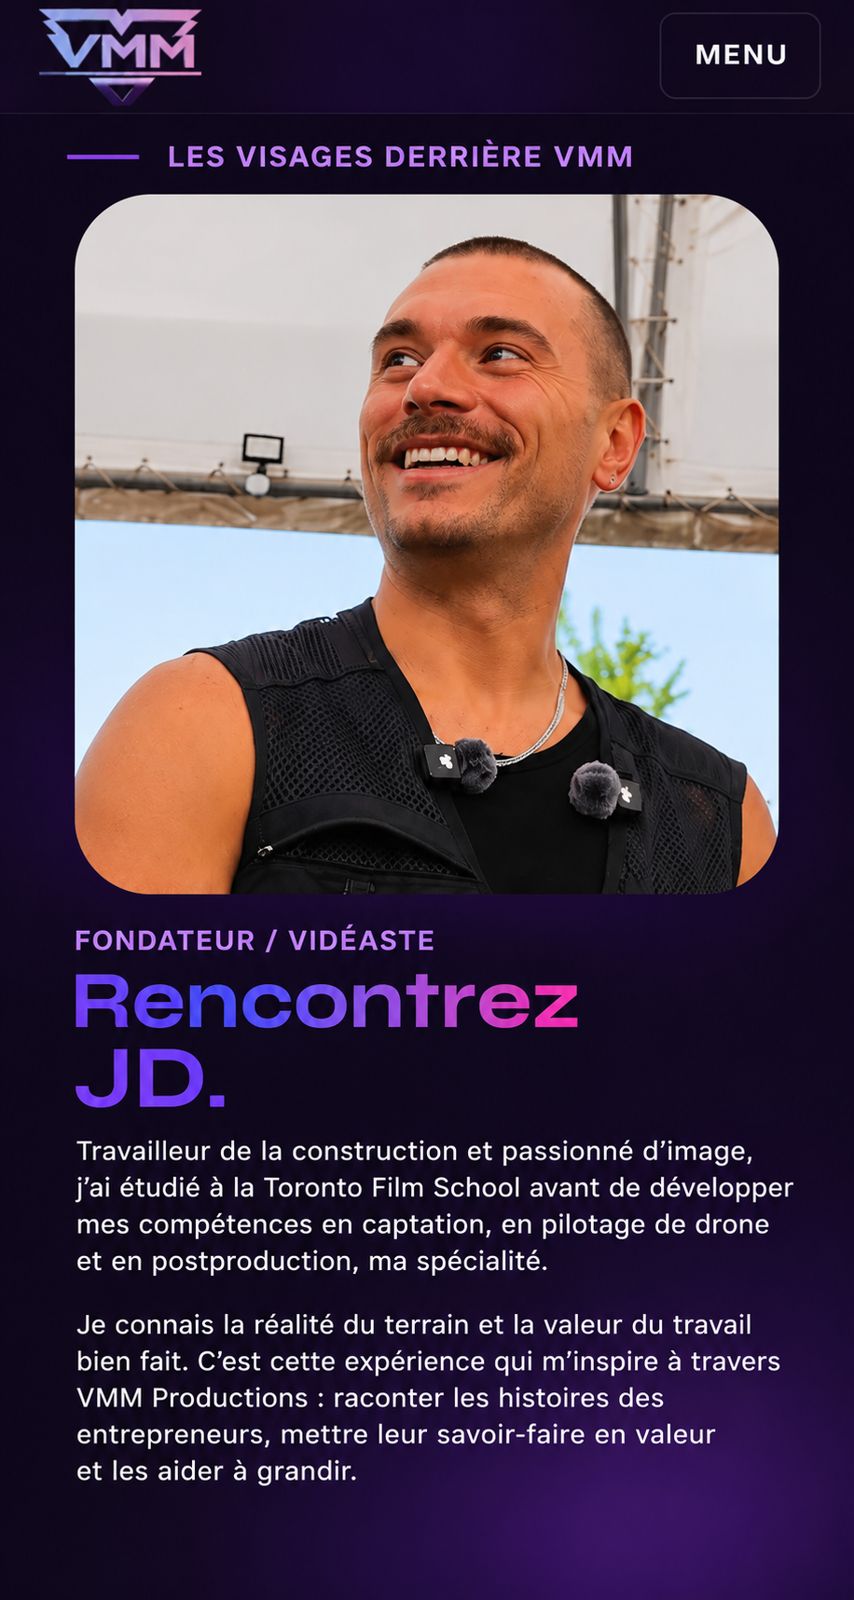 VMM
MENU
LES VISAGES DERRIÈRE VMM
FONDATEUR / VIDÉASTE
Rencontrez
JD.
Travailleur de la construction et passionné d’image,
j’ai étudié à la Toronto Film School avant de développer
mes compétences en captation, en pilotage de drone
et en postproduction, ma spécialité.
Je connais la réalité du terrain et la valeur du travail
bien fait. C’est cette expérience qui m’inspire à travers
VMM Productions : raconter les histoires des
entrepreneurs, mettre leur savoir-faire en valeur
et les aider à grandir.